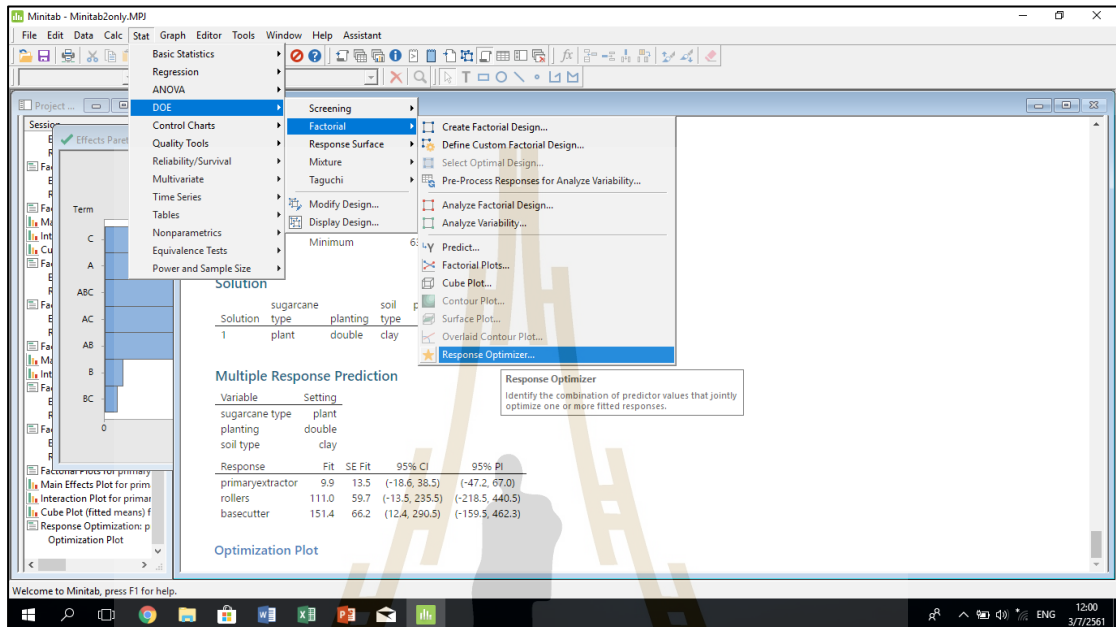 Minitab - Minitab2only.MPJ
File Edit Data Calc Stat Graph Editor Tools Window Help Assistant
Basic Statistics
Regression
ANOVA
DOE
Control Charts
Quality Tools
Reliability/Survival
Multivariate
Time Series
Tables
Nonparametrics
Equivalence Tests
Power and Sample Size
Screening
Factorial
Response Surface
Mixture
Taguchi
Modify Design...
Display Design...
Create Factorial Design...
Define Custom Factorial Design...
Select Optimal Design...
Pre-Process Responses for Analyze Variability...
Analyze Factorial Design...
Analyze Variability...
Predict...
Factorial Plots...
Cube Plot...
Contour Plot...
Surface Plot...
Overlaid Contour Plot...
Response Optimizer...
Response Optimizer
Identify the combination of predictor values that jointly
optimize one or more fitted responses.
Project ...
Session
Effects Paret
Term
C
A
ABC
AC
AB
B
BC
0
Factorial Plots for primary
Main Effects Plot for prim
Interaction Plot for primar
Cube Plot (fitted means) f
Response Optimization: p
Optimization Plot
Minimum
Solution
sugarcane soil
Solution type planting type
1 plant double clay
Multiple Response Prediction
Variable Setting
sugarcane type plant
planting double
soil type clay
Response Fit SE Fit 95% CI 95% PI
primaryextractor 9.9 13.5 (-18.6, 38.5) (-47.2, 67.0)
rollers 111.0 59.7 (-13.5, 235.5) (-218.5, 440.5)
basecutter 151.4 66.2 (12.4, 290.5) (-159.5, 462.3)
Optimization Plot
Welcome to Minitab, press F1 for help.
ENG
12:00
3/7/2561